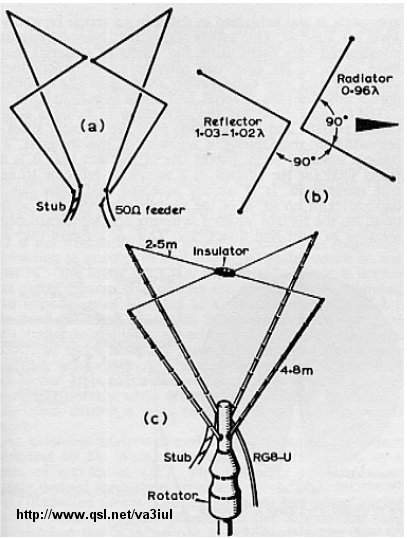 (a)
Stub
50Ω feeder
Radiator
0·96λ
90°
Reflector
1·03-1·02λ
90°
(b)
2·5m
Insulator
4·8m
(c)
Stub
RG8-U
Rotator
http://www.qsl.net/va3iul